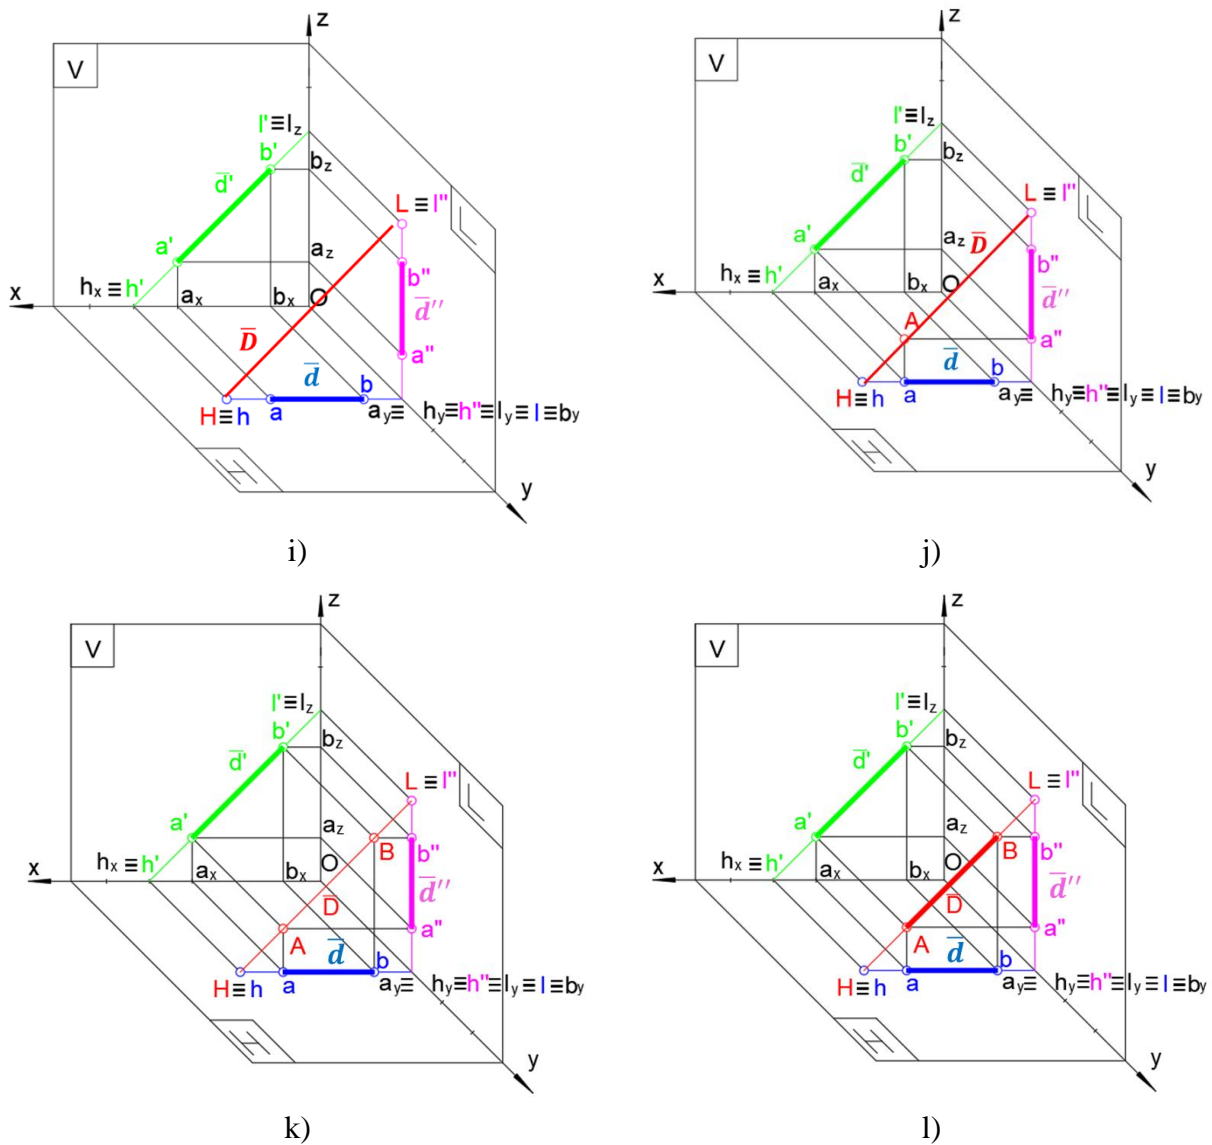 z
V
l'≡lz
b'
d̅'
bz
L ≡ l''
L
a'
az
b''
hx ≡ h'
x
ax
bx
O
d̅''
D̅
a''
d̅
b
H≡h
a
ay≡ hy≡h''≡ly≡l≡by
H
y
i)
z
V
l'≡lz
b'
bz
d̅'
L ≡ l''
L
a'
az
D̅
b''
hx ≡ h'
x
ax
bx
O
d̅''
A
a''
d̅
b
H≡h
a
ay≡ hy≡h''≡ly≡l≡by
H
y
j)
z
V
l'≡lz
b'
bz
d̅'
L ≡ l''
L
a'
az
B
b''
hx ≡ h'
x
ax
bx
O
d̅''
D̅
a''
A
d̅
b
H≡h
a
ay≡ hy≡h''≡ly≡l≡by
H
y
k)
z
V
l'≡lz
b'
bz
d̅'
L ≡ l''
L
a'
az
B
b''
hx ≡ h'
x
ax
bx
O
d̅''
D̅
a''
A
d̅
b
H≡h
a
ay≡ hy≡h''≡ly≡l≡by
H
y
l)